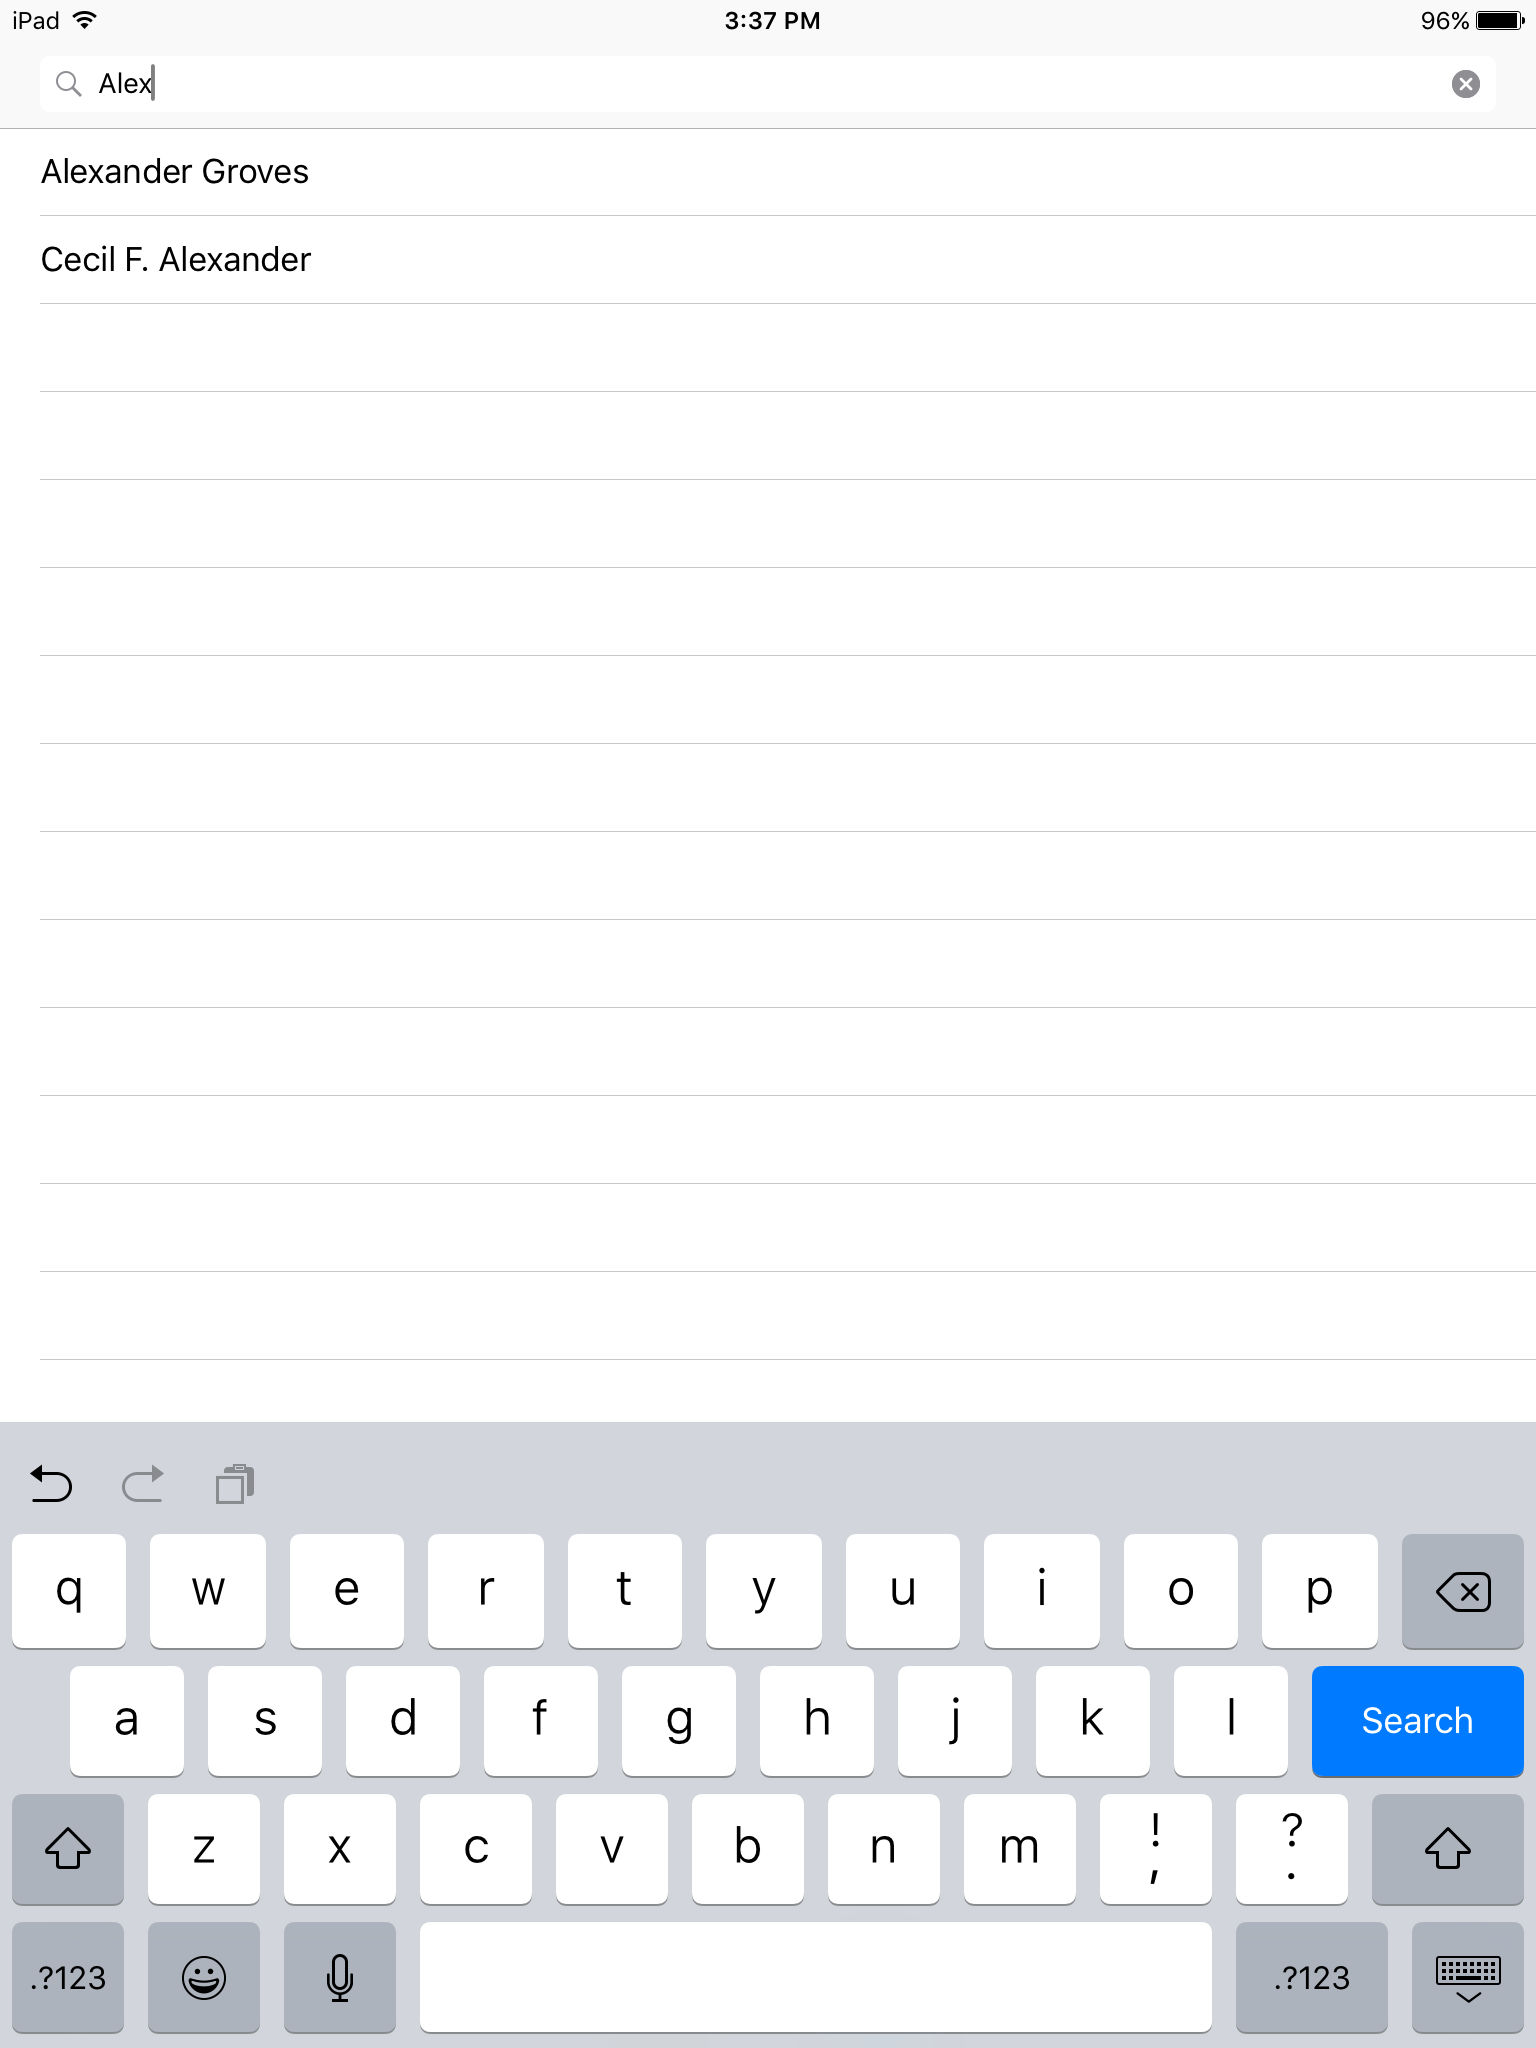 iPad 3:37 PM 96%
Alex
Alexander Groves
Cecil F. Alexander
q w e r t y u i o p
a s d f g h j k l Search
z x c v b n m ! , ? .
.?123 .?123